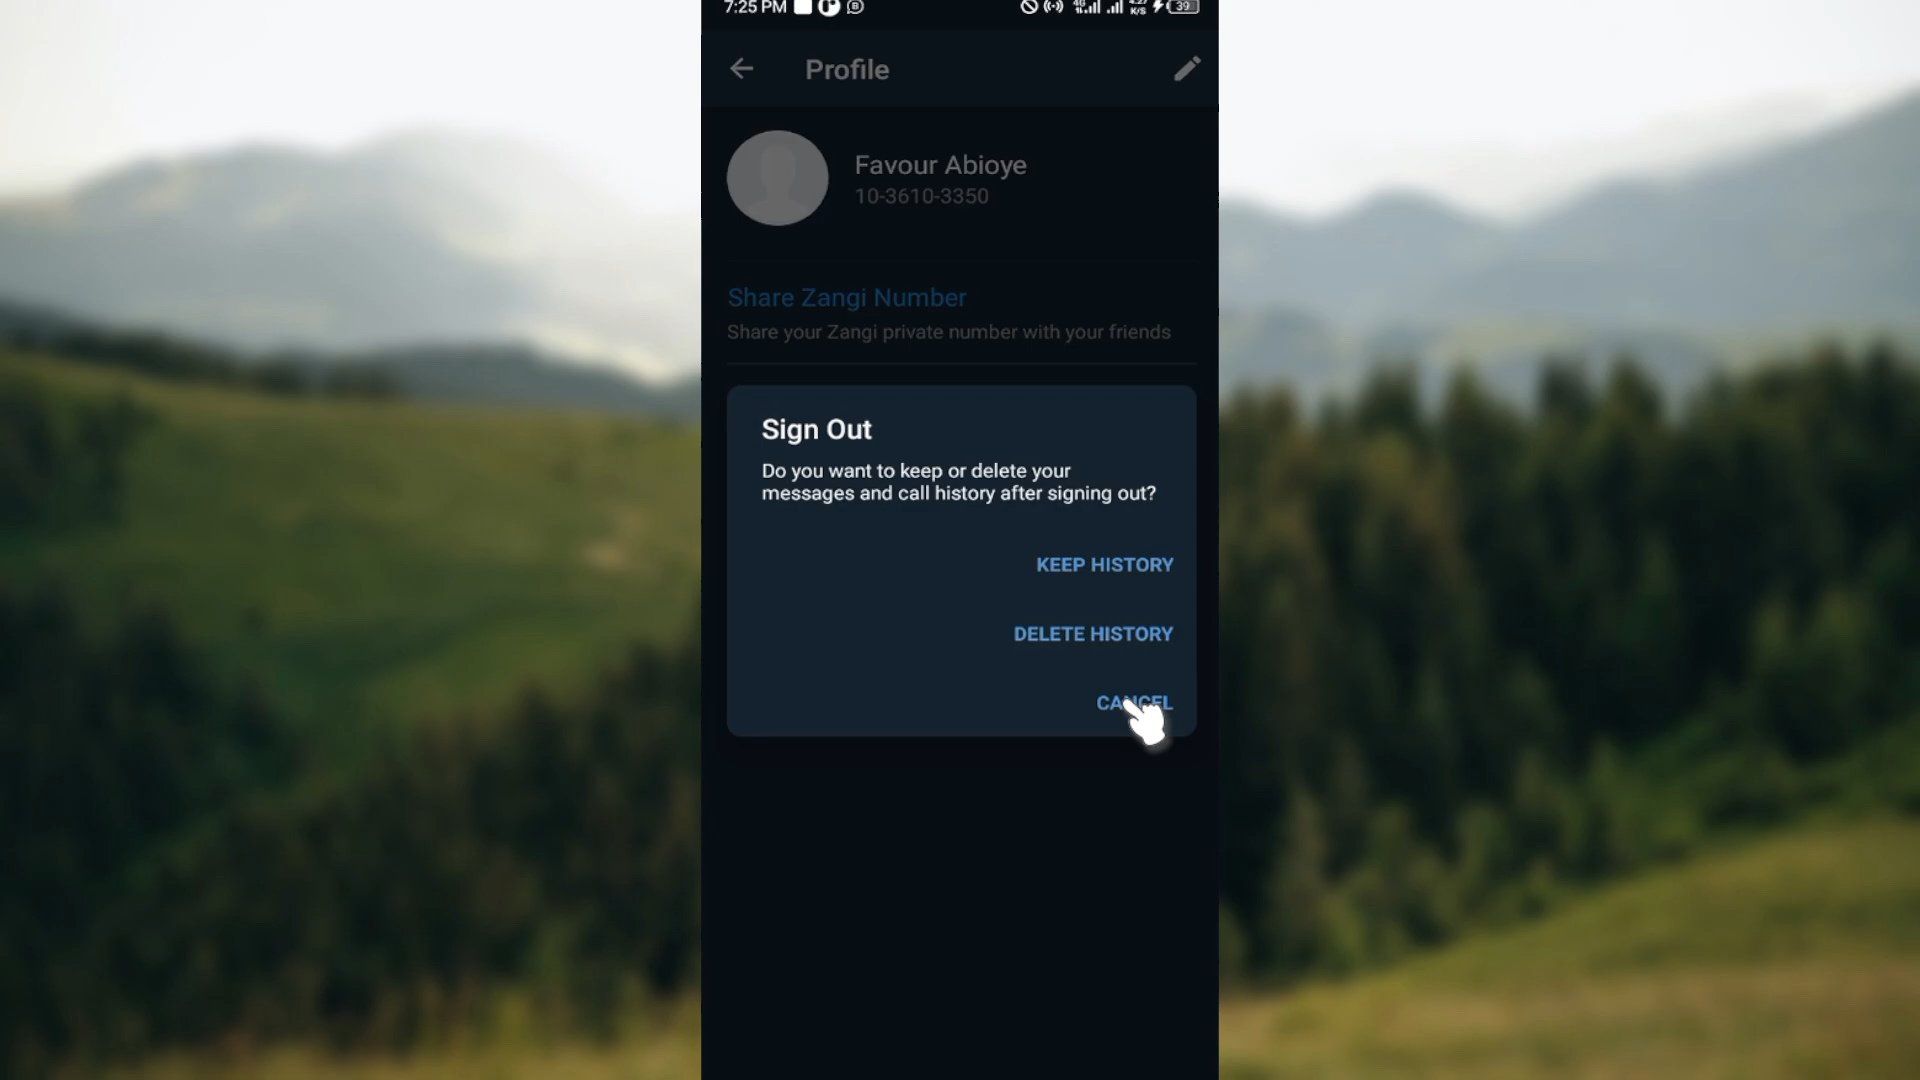 7:25 PM
4G
K/S
39
Profile
Favour Abioye
10-3610-3350
Share Zangi Number
Share your Zangi private number with your friends
Sign Out
Do you want to keep or delete your
messages and call history after signing out?
KEEP HISTORY
DELETE HISTORY
CANCEL